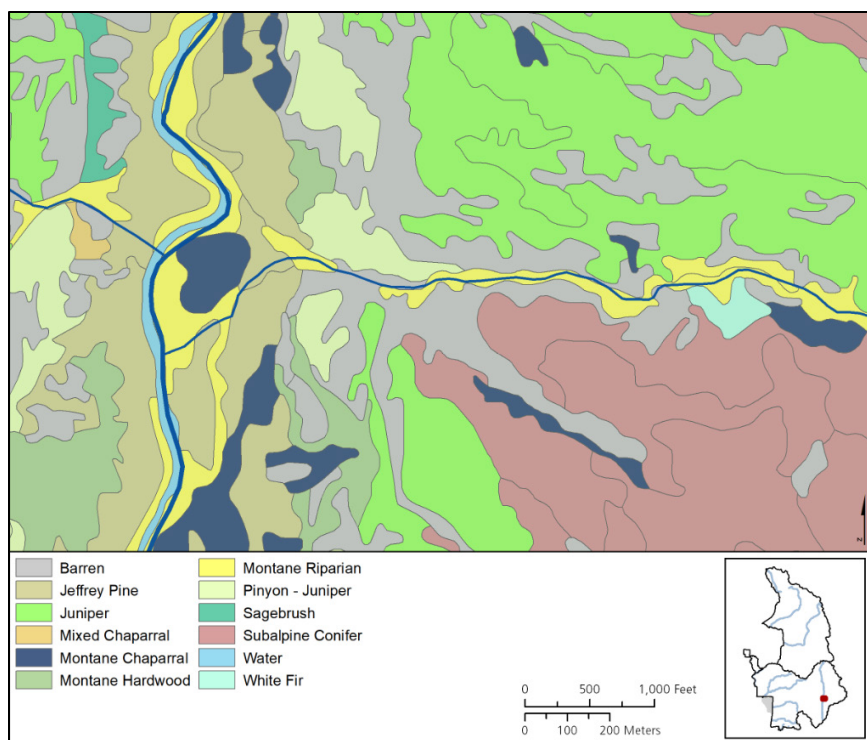 Barren
Jeffrey Pine
Juniper
Mixed Chaparral
Montane Chaparral
Montane Hardwood
Montane Riparian
Pinyon - Juniper
Sagebrush
Subalpine Conifer
Water
White Fir
0 500 1,000 Feet
0 100 200 Meters
N